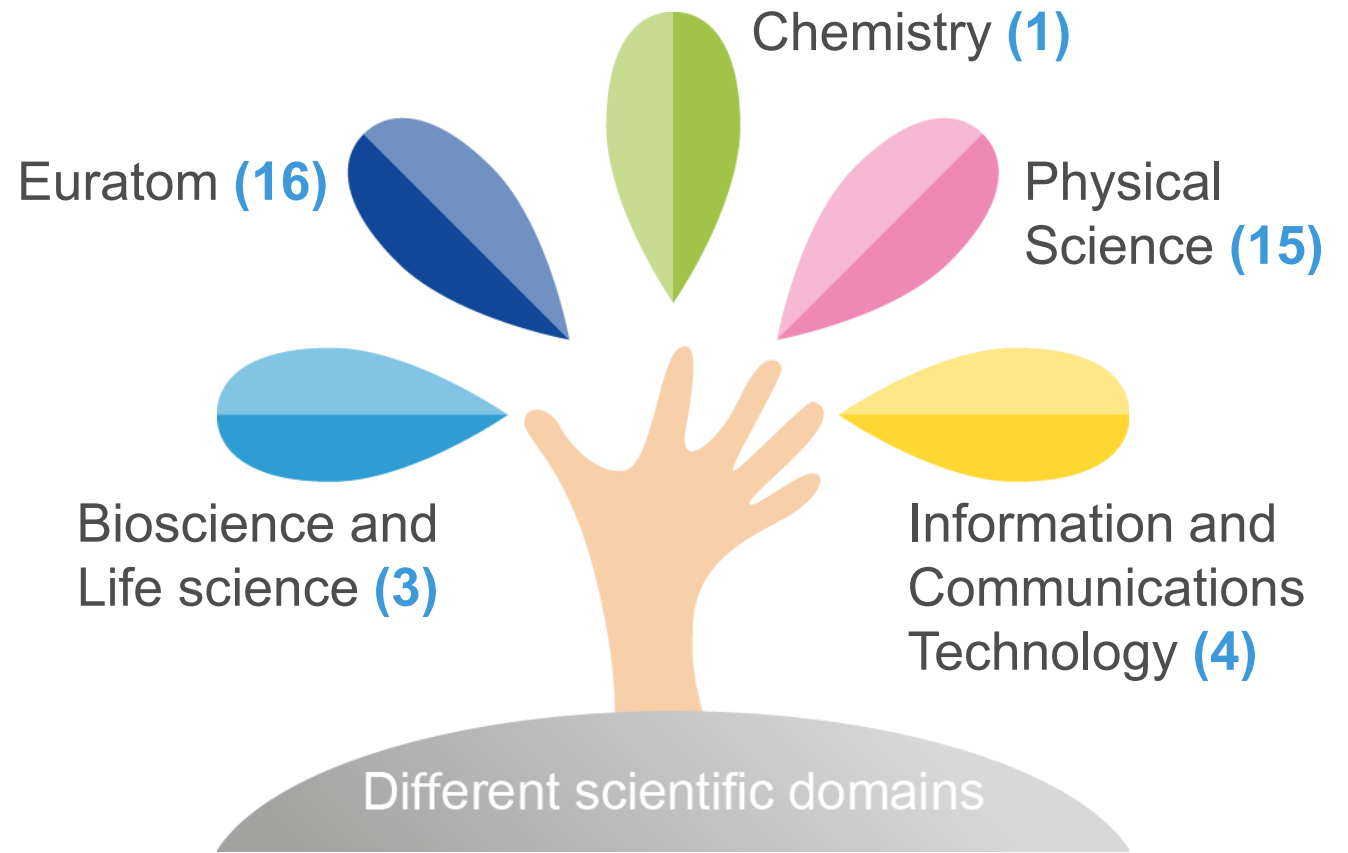 Chemistry (1)
Euratom (16)
Physical
Science (15)
Bioscience and
Life science (3)
Information and
Communications
Technology (4)
Different scientific domains